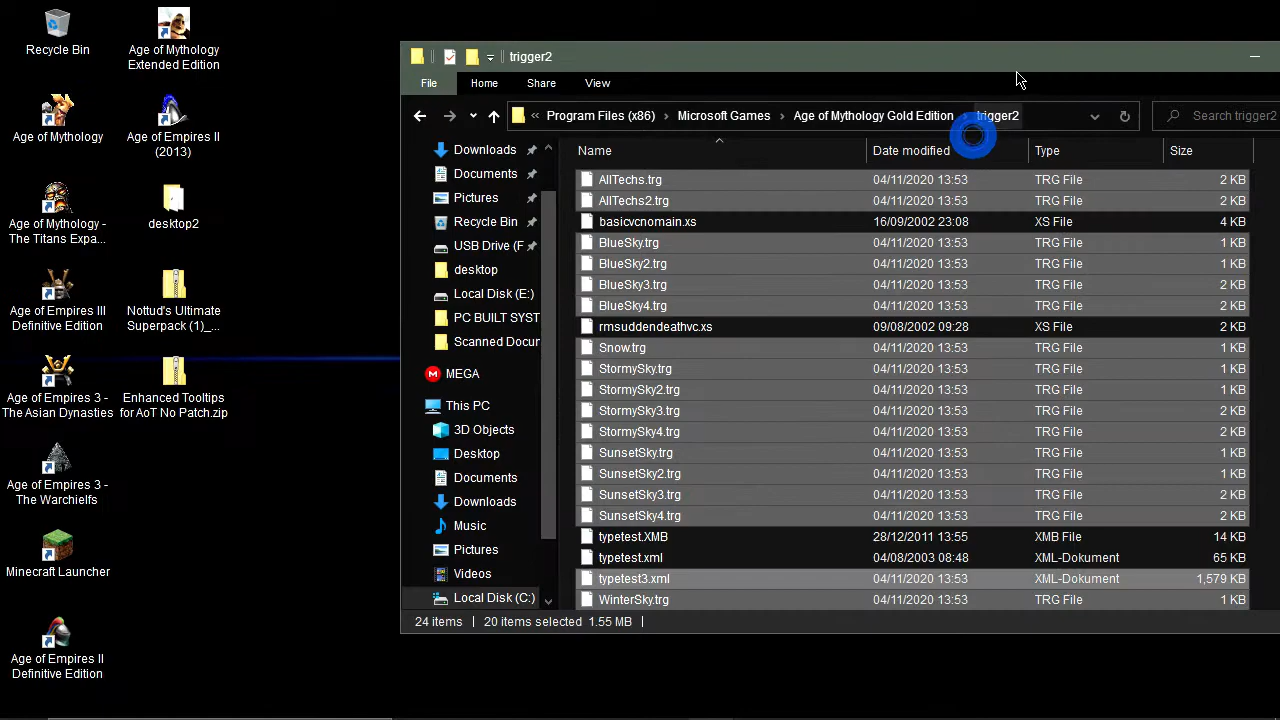 Recycle Bin
Age of Mythology
Extended Edition
Age of Mythology
Age of Empires II
(2013)
Age of Mythology -
The Titans Expa...
desktop2
Age of Empires III
Definitive Edition
Nottud's Ultimate
Superpack (1)_...
Age of Empires 3 -
The Asian Dynasties
Enhanced Tooltips
for AoT No Patch.zip
Age of Empires 3 -
The Warchiefs
Minecraft Launcher
Age of Empires II
Definitive Edition
trigger2
File Home Share View
« Program Files (x86) > Microsoft Games > Age of Mythology Gold Edition > trigger2 Search trigger2
Downloads
Documents
Pictures
Recycle Bin
USB Drive (F
desktop
Local Disk (E:)
PC BUILT SYST
Scanned Docur
MEGA
This PC
3D Objects
Desktop
Documents
Downloads
Music
Pictures
Videos
Local Disk (C:)
Name Date modified Type Size
AllTechs.trg 04/11/2020 13:53 TRG File 2 KB
AllTechs2.trg 04/11/2020 13:53 TRG File 2 KB
basicvcnomain.xs 16/09/2002 23:08 XS File 4 KB
BlueSky.trg 04/11/2020 13:53 TRG File 1 KB
BlueSky2.trg 04/11/2020 13:53 TRG File 1 KB
BlueSky3.trg 04/11/2020 13:53 TRG File 1 KB
BlueSky4.trg 04/11/2020 13:53 TRG File 1 KB
rmsuddendeathvc.xs 09/08/2002 09:28 XS File 2 KB
Snow.trg 04/11/2020 13:53 TRG File 1 KB
StormySky.trg 04/11/2020 13:53 TRG File 1 KB
StormySky2.trg 04/11/2020 13:53 TRG File 1 KB
StormySky3.trg 04/11/2020 13:53 TRG File 1 KB
StormySky4.trg 04/11/2020 13:53 TRG File 1 KB
SunsetSky.trg 04/11/2020 13:53 TRG File 1 KB
SunsetSky2.trg 04/11/2020 13:53 TRG File 1 KB
SunsetSky3.trg 04/11/2020 13:53 TRG File 1 KB
SunsetSky4.trg 04/11/2020 13:53 TRG File 1 KB
typetest.XMB 28/12/2011 13:55 XMB File 14 KB
typetest.xml 04/08/2003 08:48 XML-Dokument 65 KB
typetest3.xml 04/11/2020 13:53 XML-Dokument 1,579 KB
WinterSky.trg 04/11/2020 13:53 TRG File 1 KB
24 items 20 items selected 1.55 MB